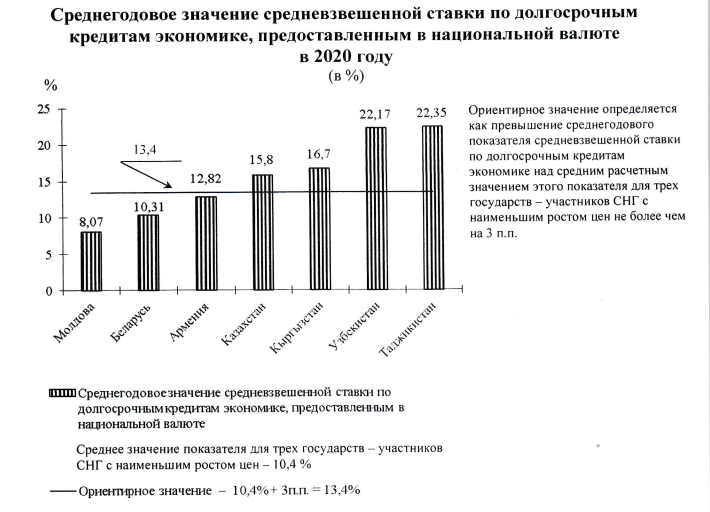 Среднегодовое значение средневзвешенной ставки по долгосрочным
кредитам экономике, предоставленным в национальной валюте
в 2020 году
(в %)
%
25
20
15
10
5
0
13,4
8,07
10,31
12,82
15,8
16,7
22,17
22,35
Молдова
Беларусь
Армения
Казахстан
Кыргызстан
Узбекистан
Таджикистан
Ориентирное значение определяется
как превышение среднегодового
показателя средневзвешенной ставки
по долгосрочным кредитам
экономике над средним расчетным
значением этого показателя для трех
государств – участников СНГ с
наименьшим ростом цен не более чем
на 3 п.п.
Среднегодовое значение средневзвешенной ставки по
долгосрочным кредитам экономике, предоставленным в
национальной валюте
Среднее значение показателя для трех государств – участников
СНГ с наименьшим ростом цен – 10,4 %
Ориентирное значение – 10,4%+ 3п.п. = 13,4%